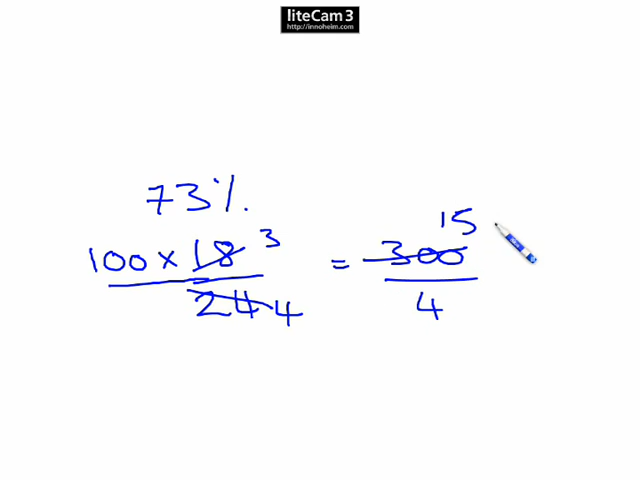 liteCam 3
http://innoheim.com
73%.
100 × 18 3 = 300 15
24 4 4